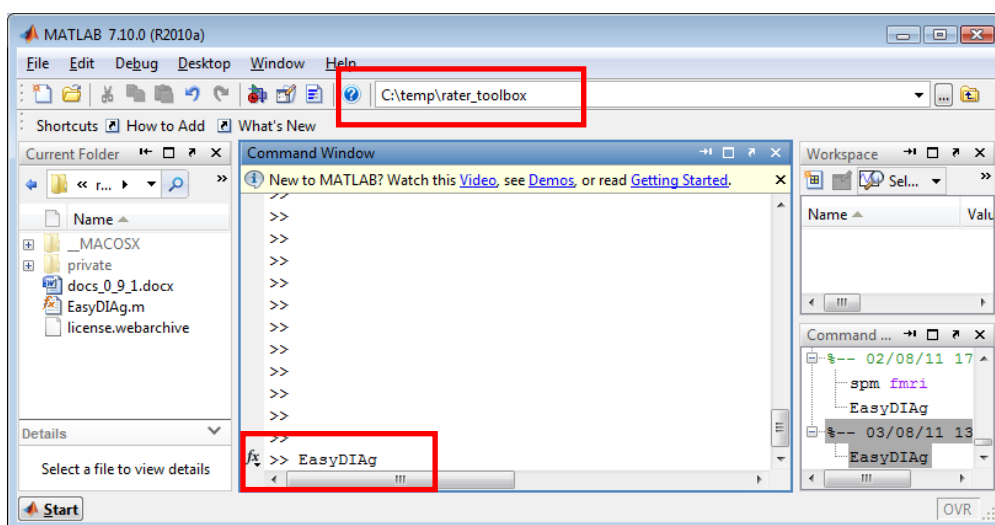 MATLAB 7.10.0 (R2010a)
File Edit Debug Desktop Window Help
C:\temp\rater_toolbox
Shortcuts How to Add What's New
Current Folder
« r...
Name
__MACOSX
private
docs_0_9_1.docx
EasyDIAg.m
license.webarchive
Details
Select a file to view details
Command Window
New to MATLAB? Watch this Video, see Demos, or read Getting Started.
>>
>>
>>
>>
>>
>>
>>
>>
>>
>>
>>
>>
fx >> EasyDIAg
Workspace
Sel...
Name Valu
Command ...
%-- 02/08/11 17
spm fmri
EasyDIAg
%-- 03/08/11 13
EasyDIAg
Start
OVR